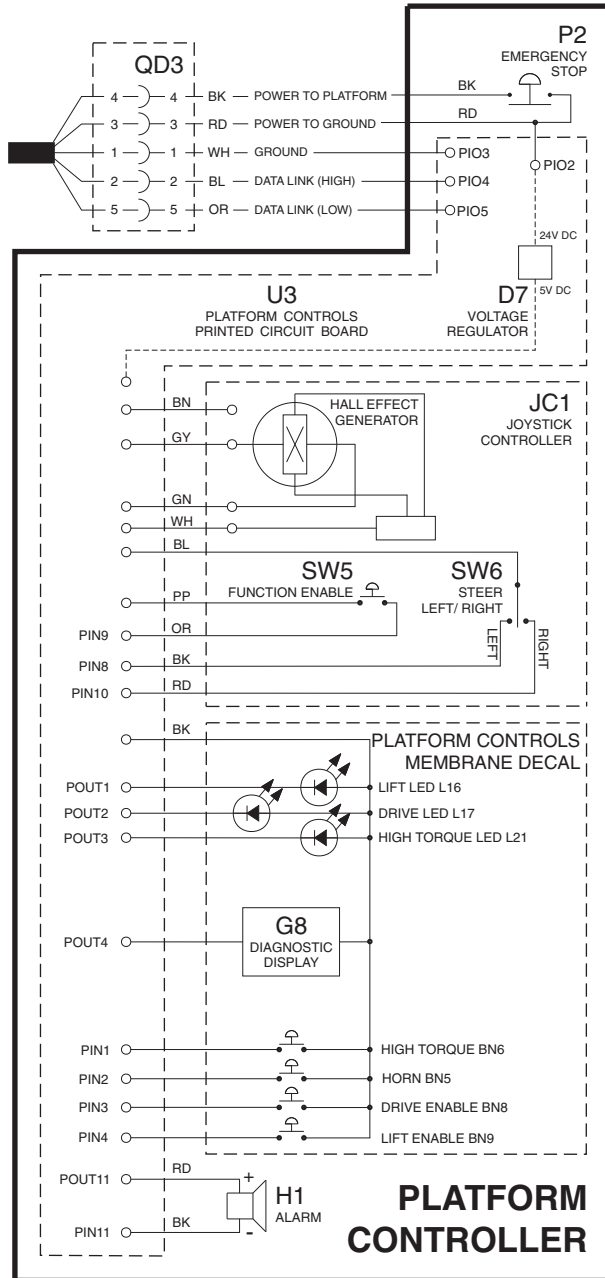 P2
EMERGENCY
STOP
QD3
4 4 BK POWER TO PLATFORM BK
3 3 RD POWER TO GROUND RD
1 1 WH GROUND PIO3
2 2 BL DATA LINK (HIGH) PIO4
5 5 OR DATA LINK (LOW) PIO5
PIO2
24V DC
5V DC
U3
PLATFORM CONTROLS
PRINTED CIRCUIT BOARD
D7
VOLTAGE
REGULATOR
BN
GY
GN
WH
BL
HALL EFFECT
GENERATOR
JC1
JOYSTICK
CONTROLLER
SW5
FUNCTION ENABLE
SW6
STEER
LEFT/ RIGHT
PP
PIN9 OR
PIN8 BK
PIN10 RD
LEFT
RIGHT
BK
PLATFORM CONTROLS
MEMBRANE DECAL
POUT1 LIFT LED L16
POUT2 DRIVE LED L17
POUT3 HIGH TORQUE LED L21
POUT4
G8
DIAGNOSTIC
DISPLAY
PIN1 HIGH TORQUE BN6
PIN2 HORN BN5
PIN3 DRIVE ENABLE BN8
PIN4 LIFT ENABLE BN9
POUT11 RD
+
H1
ALARM
-
PIN11 BK
PLATFORM
CONTROLLER